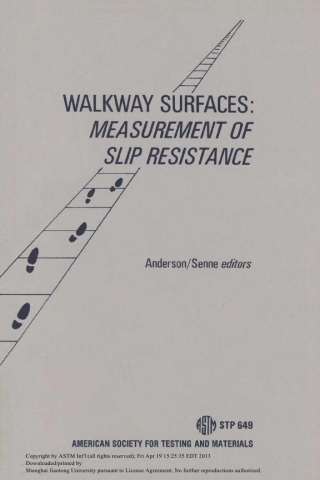 WALKWAY SURFACES:
MEASUREMENT OF
SLIP RESISTANCE
Anderson/Senne editors
ASTM STP 649
AMERICAN SOCIETY FOR TESTING AND MATERIALS
Copyright by ASTM Int'l (all rights reserved); Fri Apr 19 15:25:35 EDT 2013
Downloaded/printed by
Shanghai Jiaotong University pursuant to License Agreement. No further reproductions authorized.